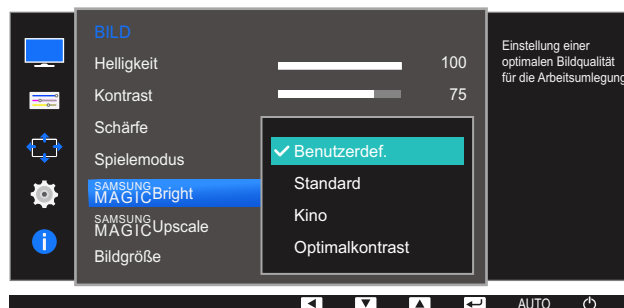 BILD
Helligkeit 100
Kontrast 75
Schärfe
Spielemodus
SAMSUNG
MAGICBright
SAMSUNG
MAGICUpscale
Bildgröße
Benutzerdef.
Standard
Kino
Optimalkontrast
Einstellung einer
optimalen Bildqualität
für die Arbeitsumlegung
AUTO